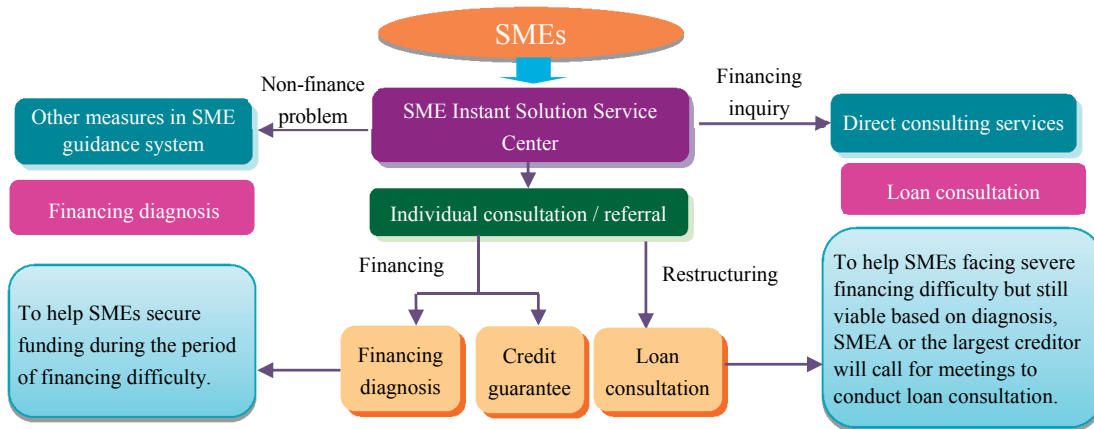 SMEs
Non-finance
problem
Financing
inquiry
Other measures in SME
guidance system
SME Instant Solution Service
Center
Direct consulting services
Financing diagnosis
Individual consultation / referral
Loan consultation
Financing
Restructuring
To help SMEs secure
funding during the period
of financing difficulty.
Financing
diagnosis
Credit
guarantee
Loan
consultation
To help SMEs facing severe
financing difficulty but still
viable based on diagnosis,
SMEA or the largest creditor
will call for meetings to
conduct loan consultation.